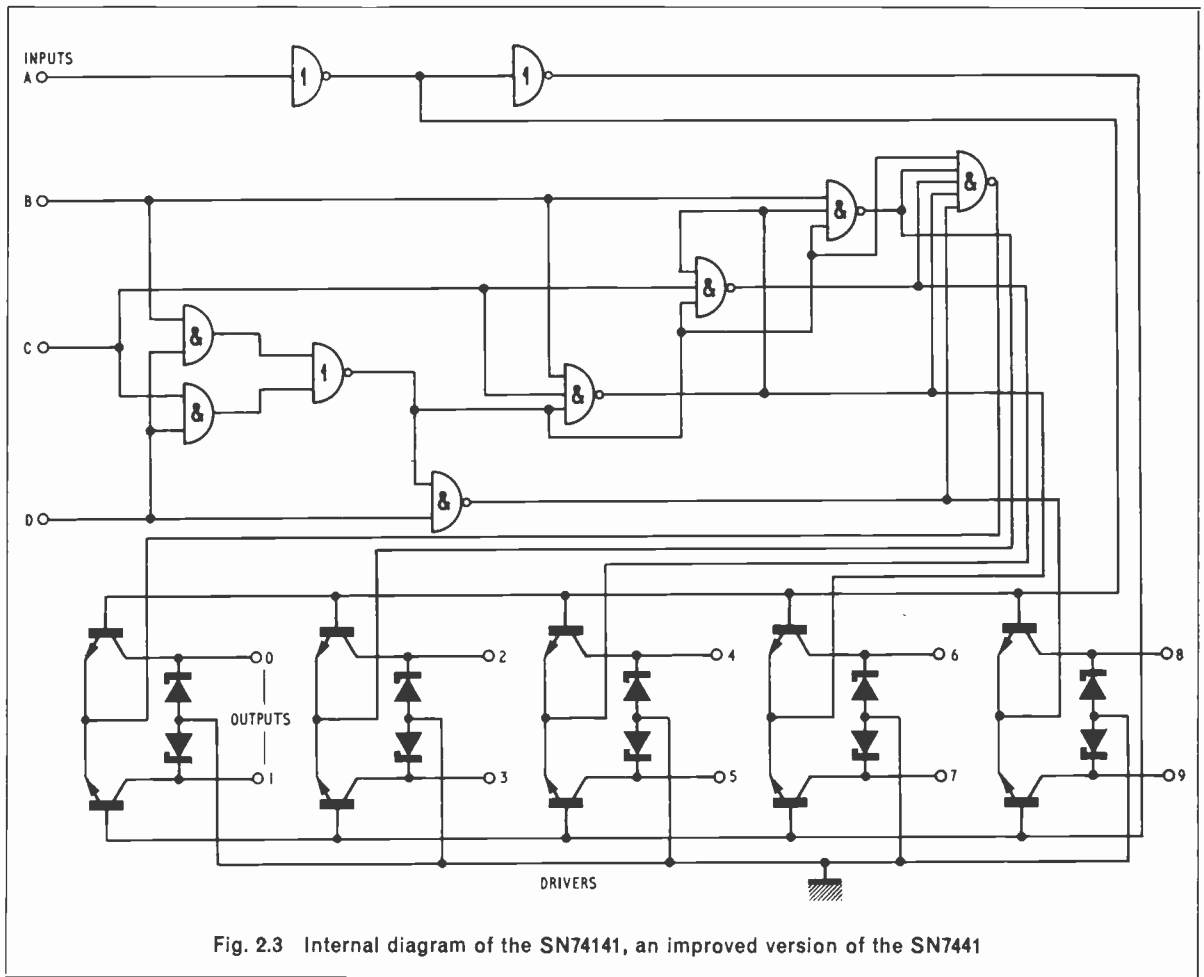 INPUTS
A
1
1
B
&
&
&
C
&
&
1
&
&
D
0
2
4
6
8
OUTPUTS
1
3
5
7
9
DRIVERS
Fig. 2.3 Internal diagram of the SN74141, an improved version of the SN7441